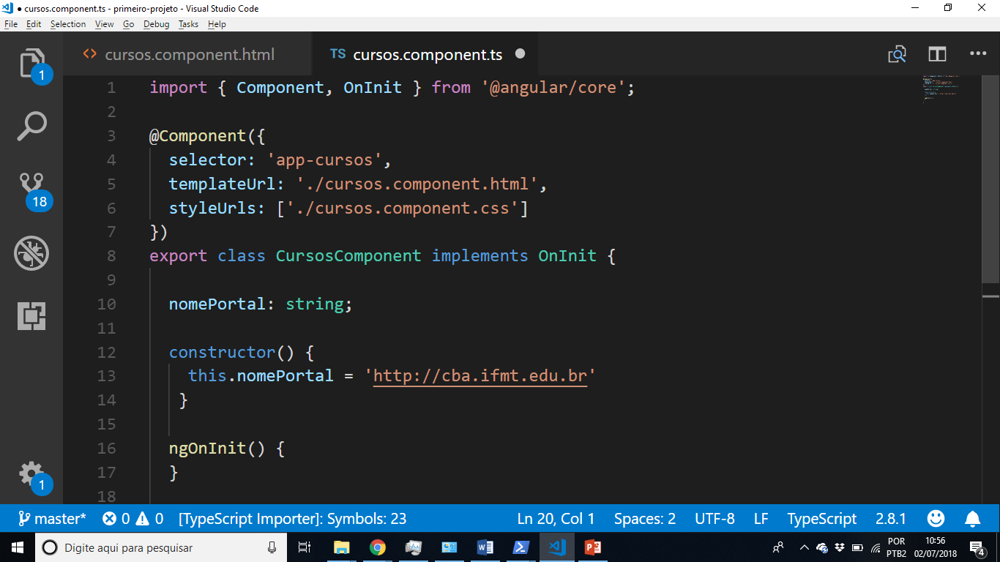 ● cursos.component.ts - primeiro-projeto - Visual Studio Code
File Edit Selection View Go Debug Tasks Help
<> cursos.component.html TS cursos.component.ts ●
1 import { Component, OnInit } from '@angular/core';
2
3 @Component({
4 selector: 'app-cursos',
5 templateUrl: './cursos.component.html',
6 styleUrls: ['./cursos.component.css']
7 })
8 export class CursosComponent implements OnInit {
9
10 nomePortal: string;
11
12 constructor() {
13 this.nomePortal = 'http://cba.ifmt.edu.br'
14 }
15
16 ngOnInit() {
17 }
18
1
18
1
master* 0 0 [TypeScript Importer]: Symbols: 23 Ln 20, Col 1 Spaces: 2 UTF-8 LF TypeScript 2.8.1
Digite aqui para pesquisar
POR
PTB2
10:56
02/07/2018
4